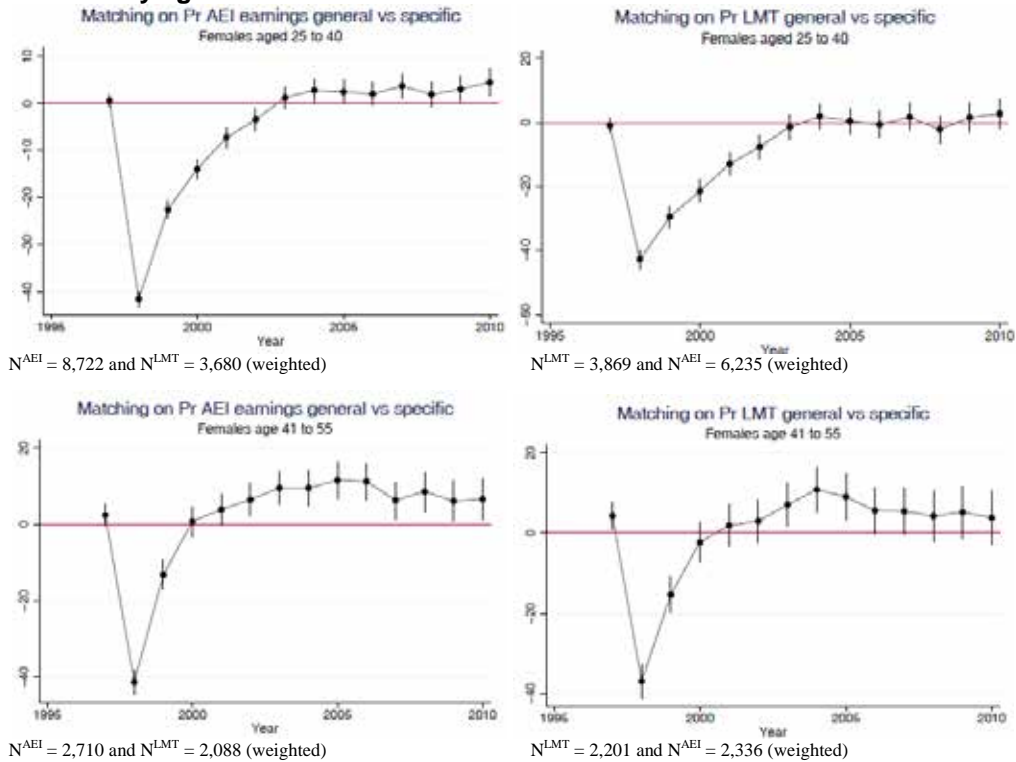 Matching on Pr AEI earnings general vs specific
Females aged 25 to 40
10
0
-10
-20
-30
-40
1995 2000 2005 2010
Year
N^AEI = 8,722 and N^LMT = 3,680 (weighted)
Matching on Pr LMT general vs specific
Females aged 25 to 40
20
0
-20
-40
-60
1995 2000 2005 2010
Year
N^LMT = 3,869 and N^AEI = 6,235 (weighted)
Matching on Pr AEI earnings general vs specific
Females age 41 to 55
20
0
-20
-40
1995 2000 2005 2010
Year
N^AEI = 2,710 and N^LMT = 2,088 (weighted)
Matching on Pr LMT general vs specific
Females age 41 to 55
20
0
-20
-40
1995 2000 2005 2010
Year
N^LMT = 2,201 and N^AEI = 2,336 (weighted)